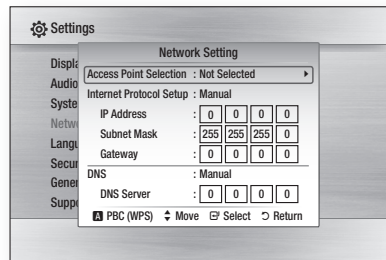 Settings
Network Setting
Displa
Access Point Selection : Not Selected
Audio
Internet Protocol Setup : Manual
Syste
IP Address : 0 0 0 0
Netwo
Subnet Mask : 255 255 255 0
Langu
Gateway : 0 0 0 0
Secur
DNS : Manual
Gener
DNS Server : 0 0 0 0
Suppo
A PBC (WPS) Move Select Return